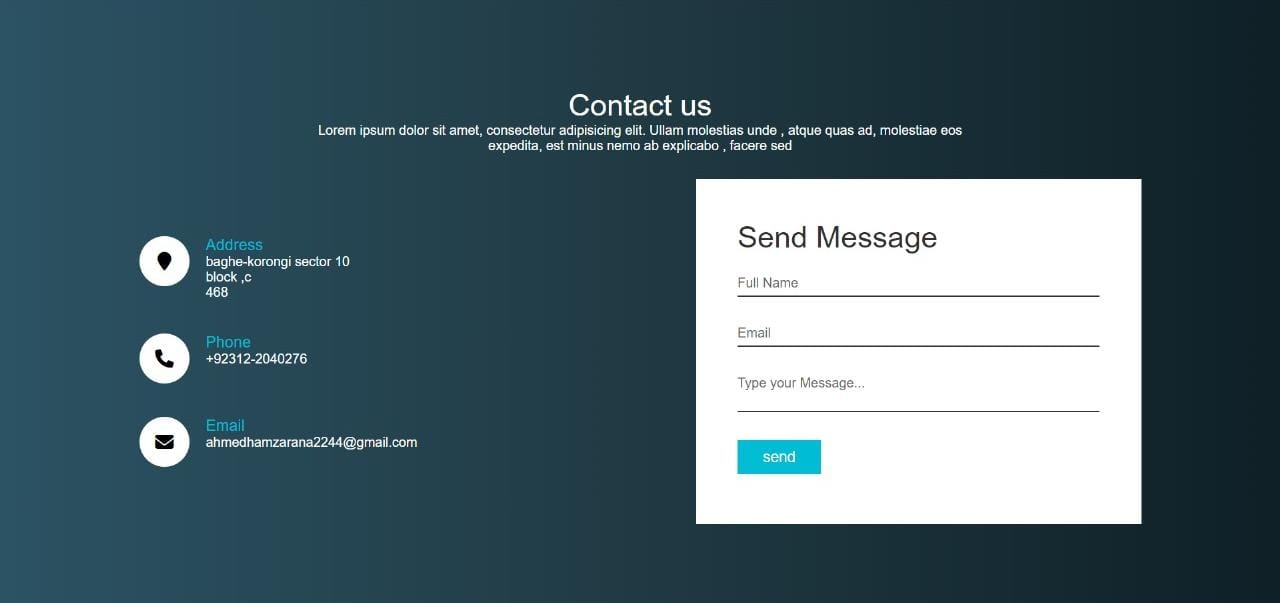 Contact us
Lorem ipsum dolor sit amet, consectetur adipisicing elit. Ullam molestias unde , atque quas ad, molestiae eos
expedita, est minus nemo ab explicabo , facere sed
Address
baghe-korongi sector 10
block ,c
468
Phone
+92312-2040276
Email
ahmedhamzarana2244@gmail.com
Send Message
Full Name
Email
Type your Message...
send